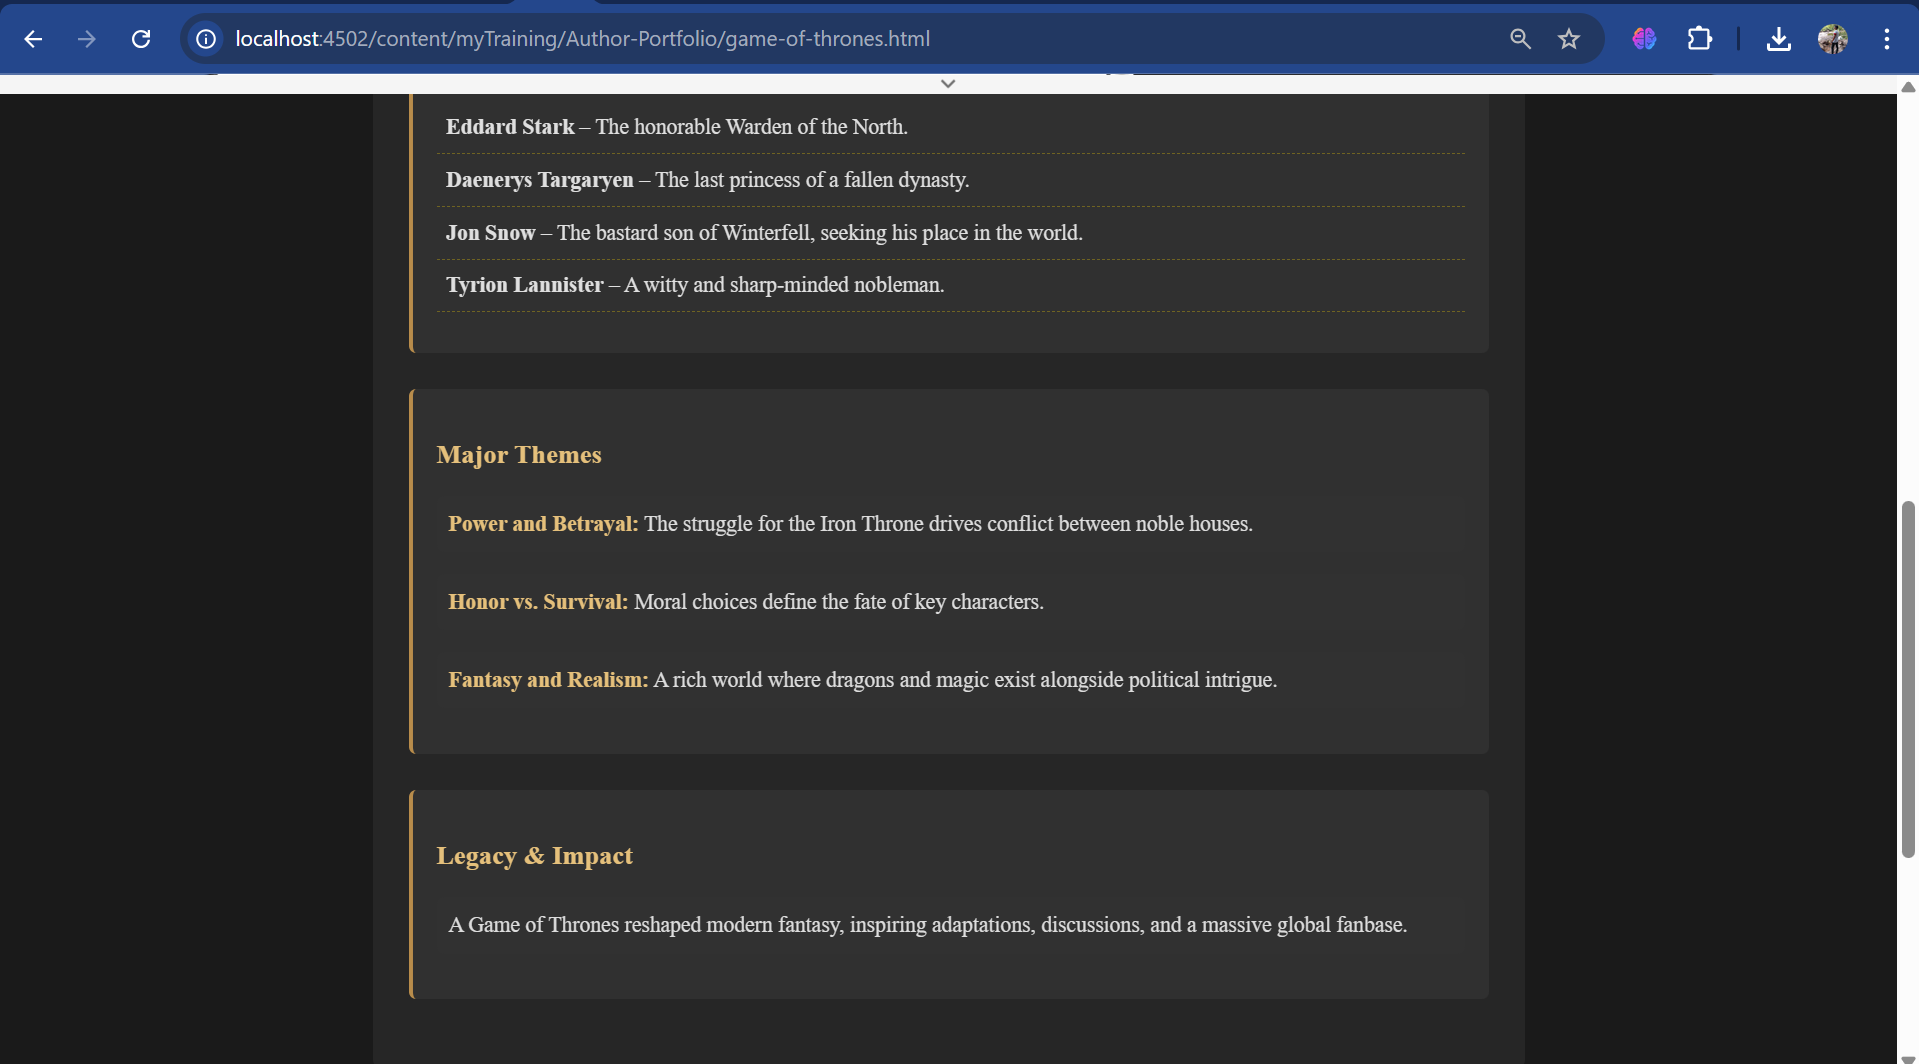 localhost:4502/content/myTraining/Author-Portfolio/game-of-thrones.html
Eddard Stark – The honorable Warden of the North.
Daenerys Targaryen – The last princess of a fallen dynasty.
Jon Snow – The bastard son of Winterfell, seeking his place in the world.
Tyrion Lannister – A witty and sharp-minded nobleman.
Major Themes
Power and Betrayal: The struggle for the Iron Throne drives conflict between noble houses.
Honor vs. Survival: Moral choices define the fate of key characters.
Fantasy and Realism: A rich world where dragons and magic exist alongside political intrigue.
Legacy & Impact
A Game of Thrones reshaped modern fantasy, inspiring adaptations, discussions, and a massive global fanbase.